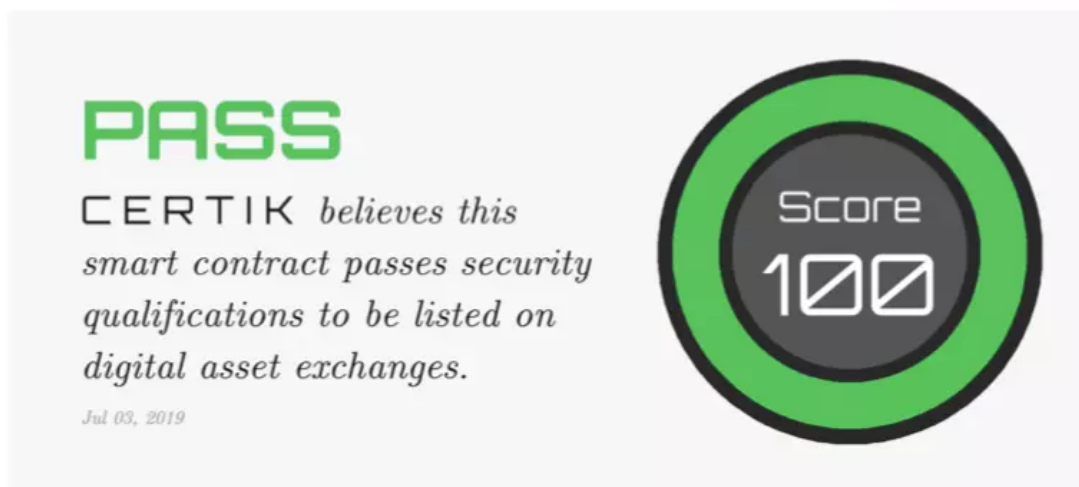 PASS
CERTIK believes this
smart contract passes security
qualifications to be listed on
digital asset exchanges.
Jul 03, 2019
Score
100